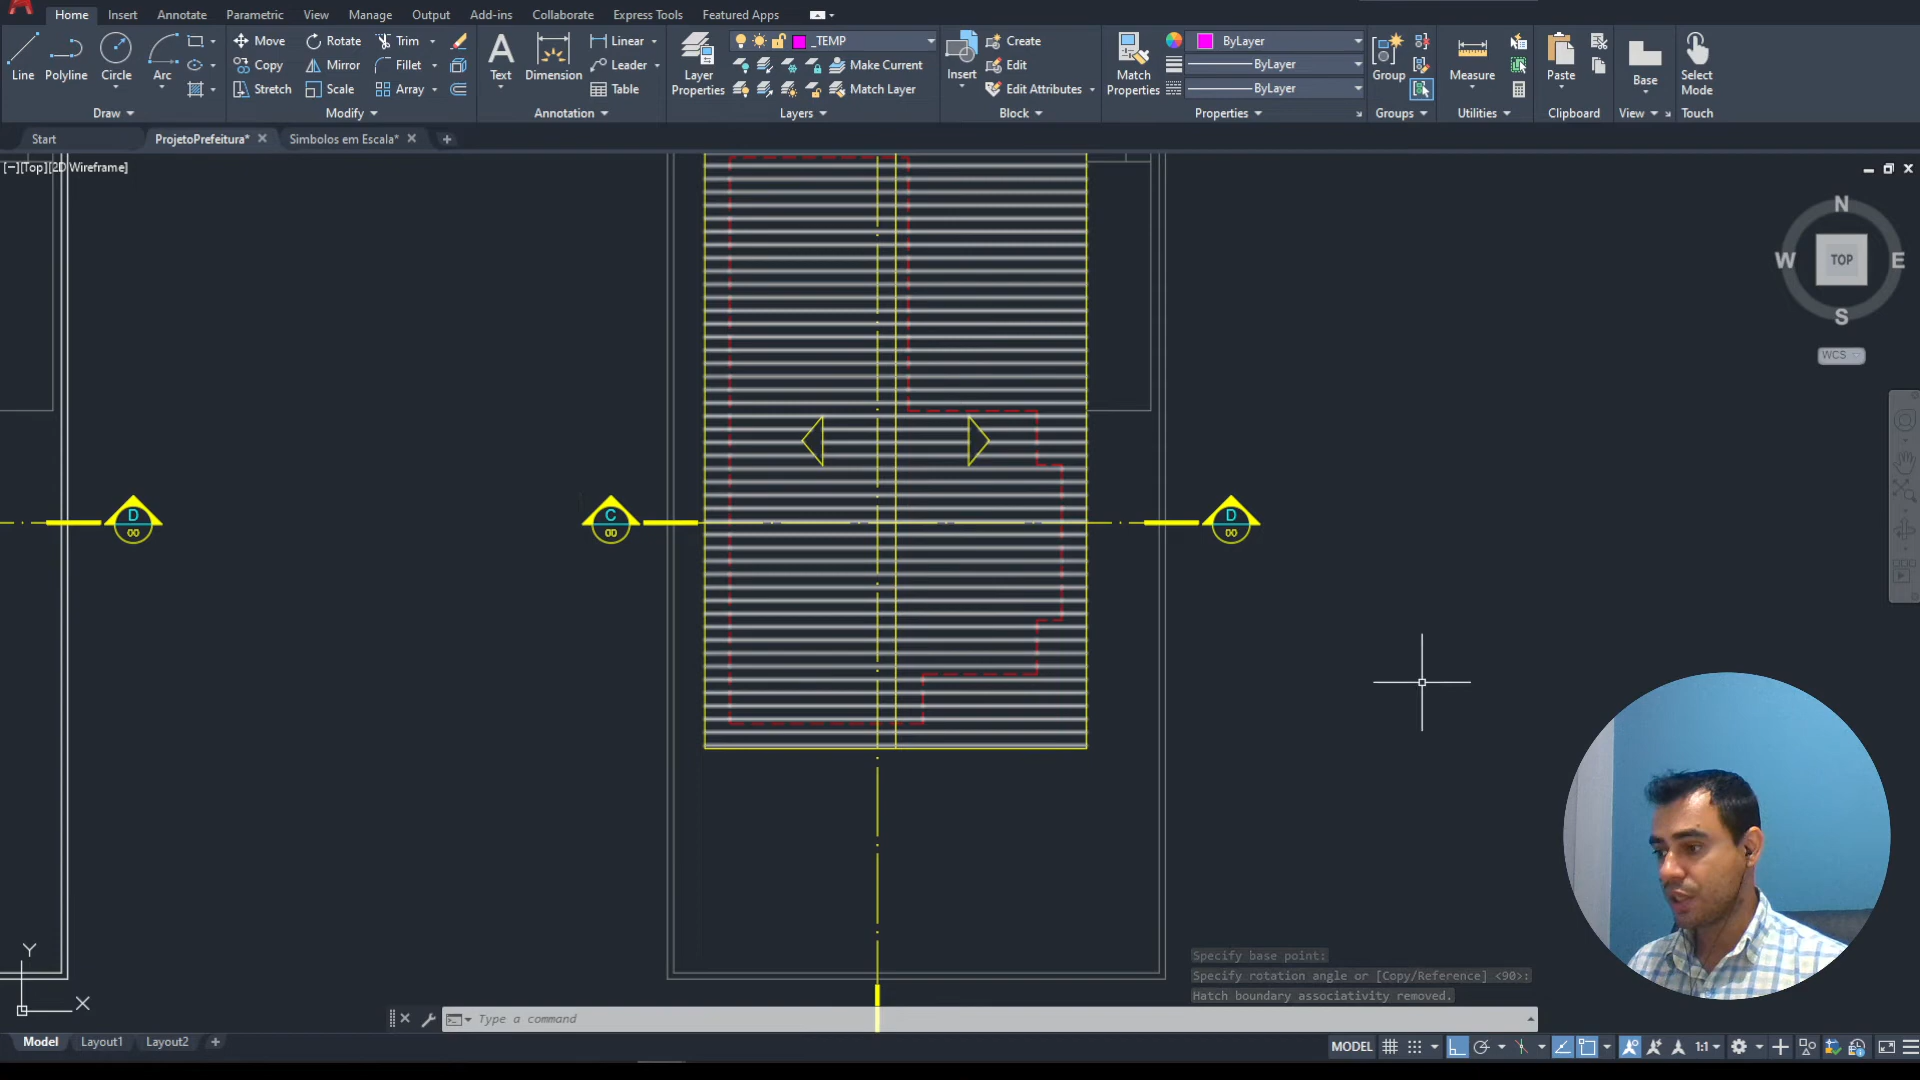 Home Insert Annotate Parametric View Manage Output Add-ins Collaborate Express Tools Featured Apps
Line Polyline Circle Arc
Move Rotate Trim
Copy Mirror Fillet
Stretch Scale Array
Text Dimension
Linear
Leader
Table
Layer Properties
_TEMP
Make Current
Match Layer
Insert
Create
Edit
Edit Attributes
Match Properties
ByLayer
ByLayer
ByLayer
Group
Measure
Paste
Base
Select Mode
Draw Modify Annotation Layers Block Properties Groups Utilities Clipboard View Touch
Start ProjetoPrefeitura* Simbolos em Escala*
[−][Top][2D Wireframe]
N
W TOP E
S
WCS
D
00
C
00
D
00
Y
X
Specify base point:
Specify rotation angle or [Copy/Reference] <90>:
Hatch boundary associativity removed.
Type a command
Model Layout1 Layout2
MODEL 1:1